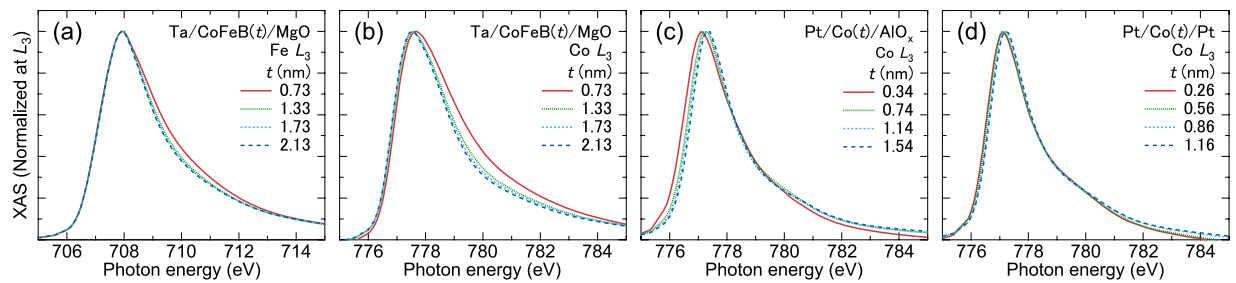 XAS (Normalized at L3)
(a)
Ta/CoFeB(t)/MgO
Fe L3
t (nm)
0.73
1.33
1.73
2.13
706 708 710 712 714
Photon energy (eV)
(b)
Ta/CoFeB(t)/MgO
Co L3
t (nm)
0.73
1.33
1.73
2.13
776 778 780 782 784
Photon energy (eV)
(c)
Pt/Co(t)/AlOx
Co L3
t (nm)
0.34
0.74
1.14
1.54
776 778 780 782 784
Photon energy (eV)
(d)
Pt/Co(t)/Pt
Co L3
t (nm)
0.26
0.56
0.86
1.16
776 778 780 782 784
Photon energy (eV)